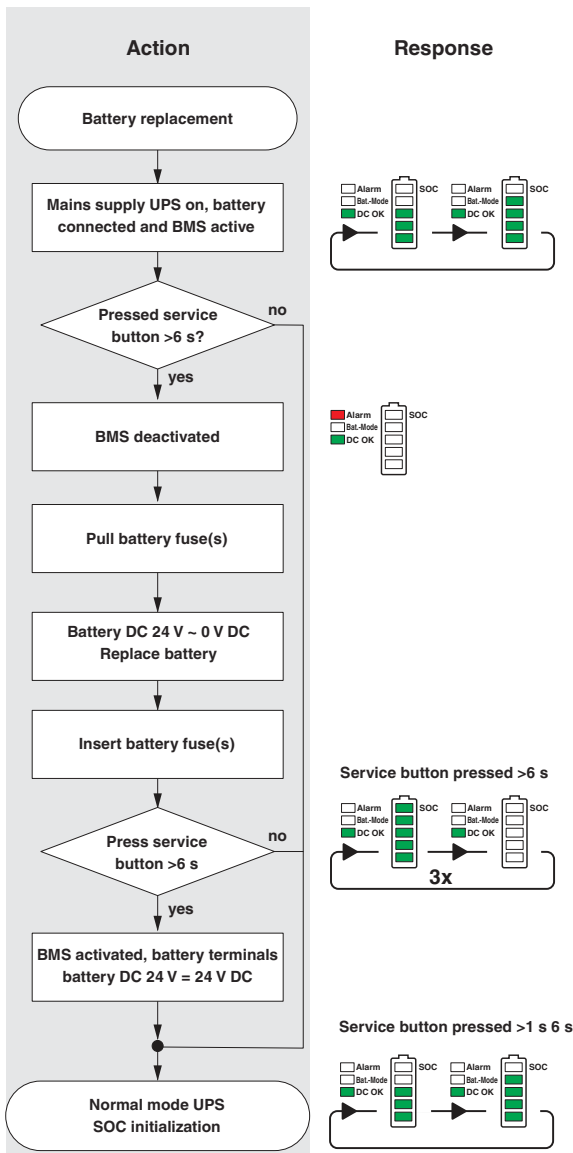 Action
Response
Battery replacement
Mains supply UPS on, battery
connected and BMS active
Alarm
Bat.-Mode
DC OK
SOC
Alarm
Bat.-Mode
DC OK
SOC
Pressed service
button >6 s?
no
yes
BMS deactivated
Alarm
Bat.-Mode
DC OK
SOC
Pull battery fuse(s)
Battery DC 24 V ~ 0 V DC
Replace battery
Insert battery fuse(s)
Service button pressed >6 s
Press service
button >6 s
no
yes
Alarm
Bat.-Mode
DC OK
SOC
Alarm
Bat.-Mode
DC OK
SOC
3x
BMS activated, battery terminals
battery DC 24 V = 24 V DC
Service button pressed >1 s 6 s
Alarm
Bat.-Mode
DC OK
SOC
Alarm
Bat.-Mode
DC OK
SOC
Normal mode UPS
SOC initialization